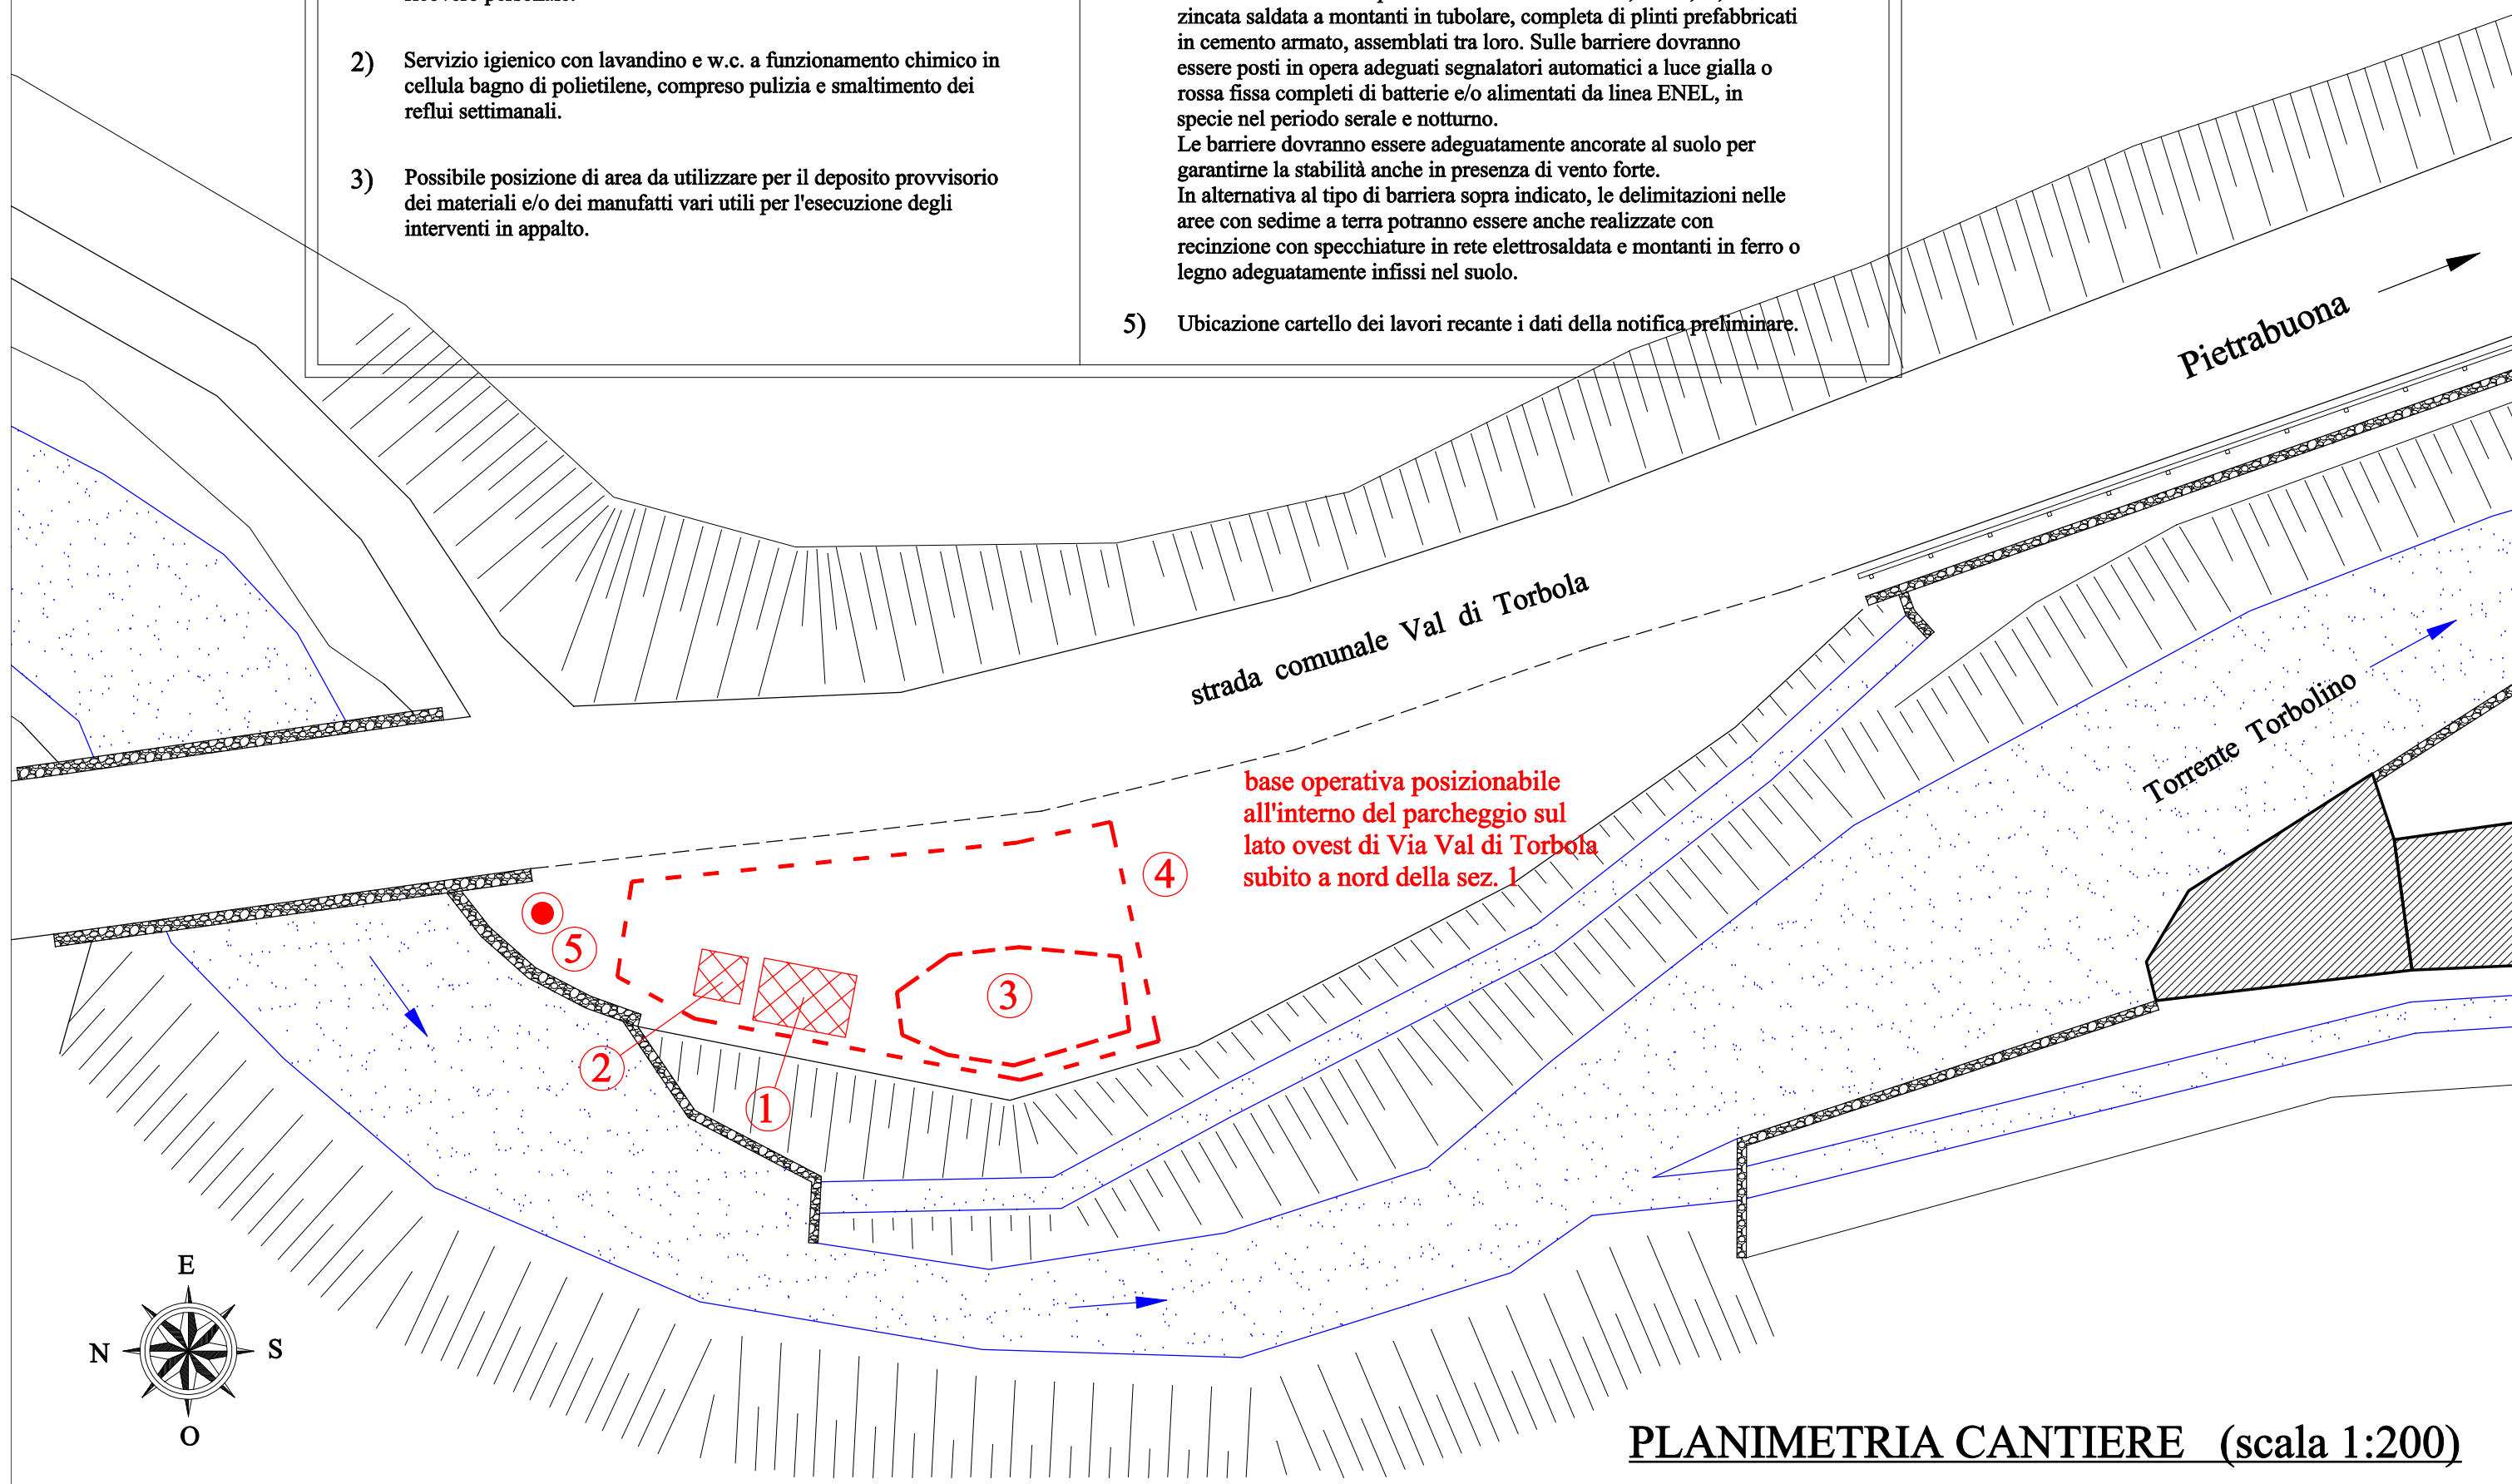 2) Servizio igienico con lavandino e w.c. a funzionamento chimico in
cellula bagno di polietilene, compreso pulizia e smaltimento dei
reflui settimanali.
3) Possibile posizione di area da utilizzare per il deposito provvisorio
dei materiali e/o dei manufatti vari utili per l'esecuzione degli
interventi in appalto.
zincata saldata a montanti in tubolare, completa di plinti prefabbricati
in cemento armato, assemblati tra loro. Sulle barriere dovranno
essere posti in opera adeguati segnalatori automatici a luce gialla o
rossa fissa completi di batterie e/o alimentati da linea ENEL, in
specie nel periodo serale e notturno.
Le barriere dovranno essere adeguatamente ancorate al suolo per
garantirne la stabilità anche in presenza di vento forte.
In alternativa al tipo di barriera sopra indicato, le delimitazioni nelle
aree con sedime a terra potranno essere anche realizzate con
recinzione con specchiature in rete elettrosaldata e montanti in ferro o
legno adeguatamente infissi nel suolo.
5) Ubicazione cartello dei lavori recante i dati della notifica preliminare.
Pietrabuona
strada comunale Val di Torbola
Torrente Torbolino
base operativa posizionabile
all'interno del parcheggio sul
lato ovest di Via Val di Torbola
subito a nord della sez. 1
4
5
3
2
1
E
N
S
O
PLANIMETRIA CANTIERE (scala 1:200)